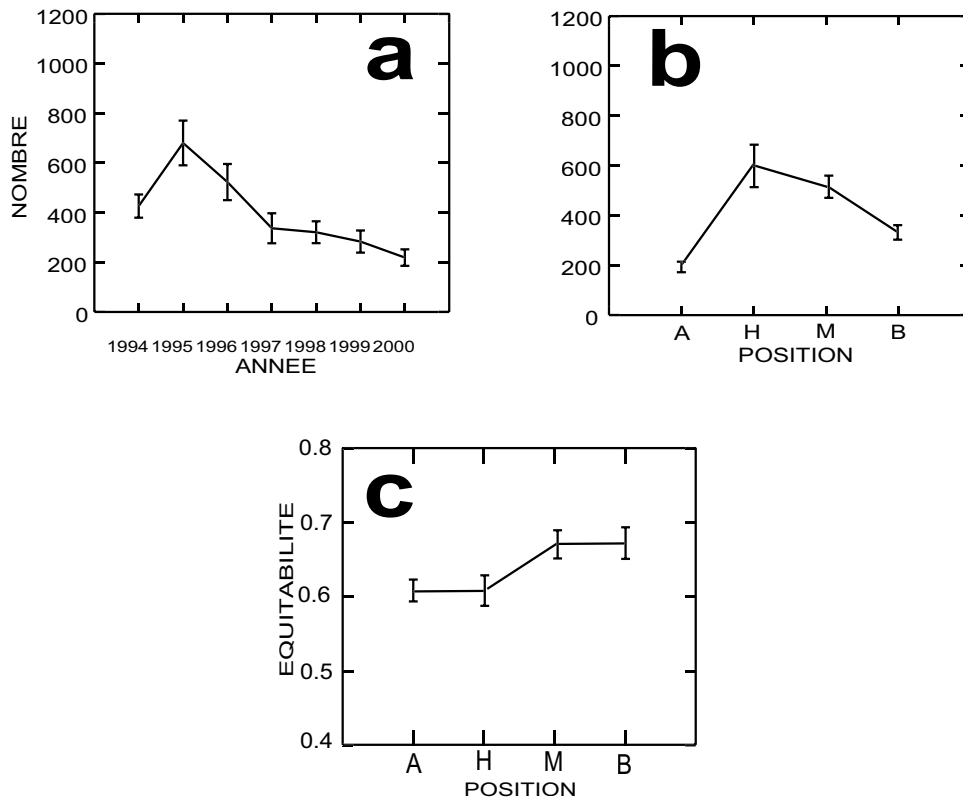 a
1200
1000
800
600
400
200
0
NOMBRE
1994 1995 1996 1997 1998 1999 2000
ANNEE
b
1200
1000
800
600
400
200
0
A H M B
POSITION
c
0.8
0.7
0.6
0.5
0.4
EQUITABILITE
A H M B
POSITION